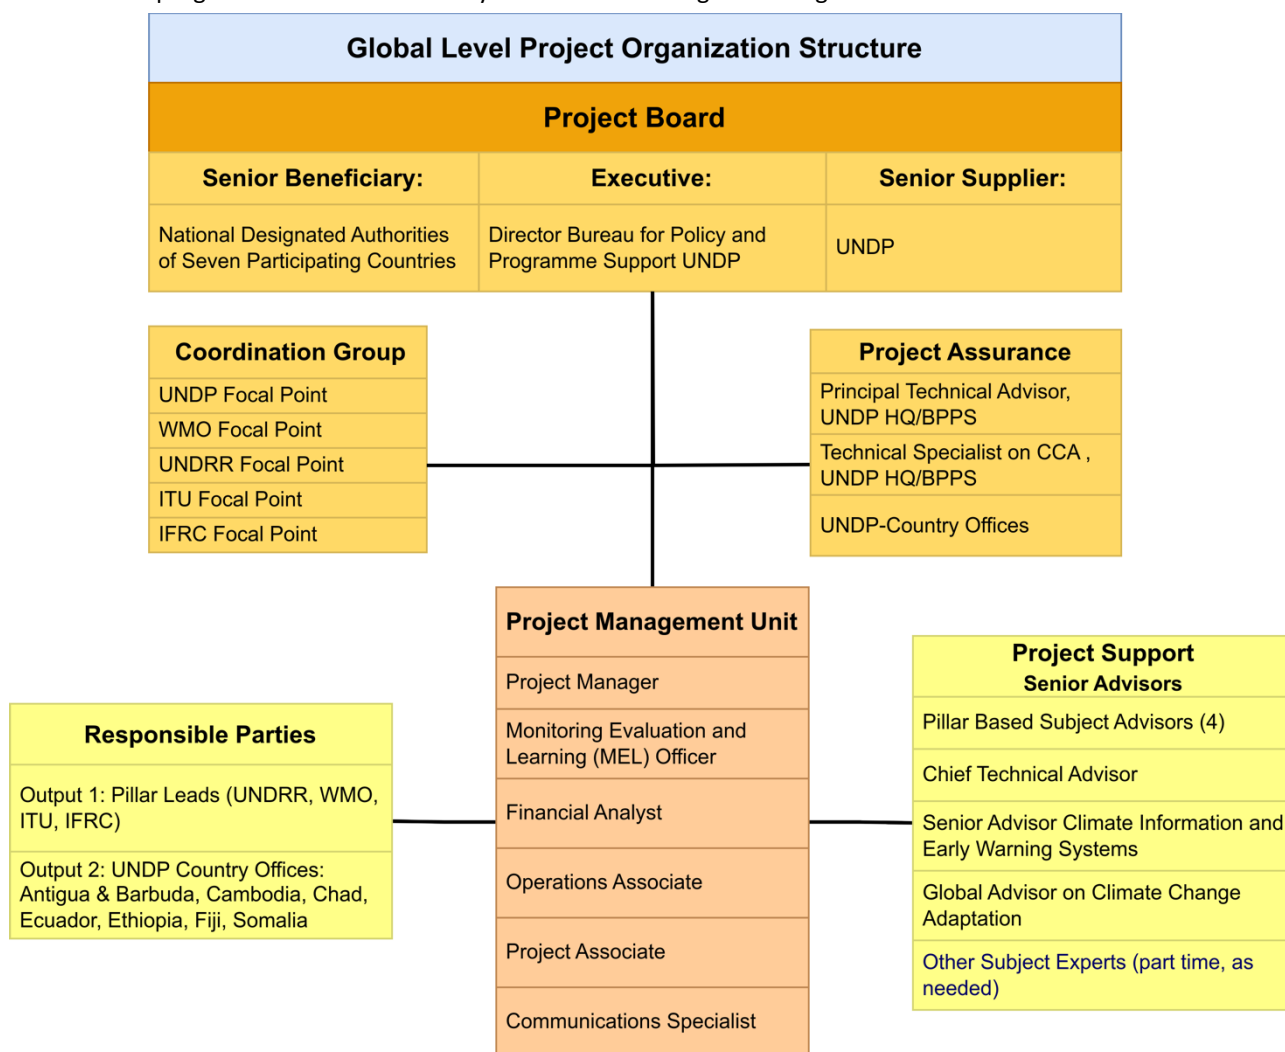 Global Level Project Organization Structure
Project Board
Senior Beneficiary:
Executive:
Senior Supplier:
National Designated Authorities
of Seven Participating Countries
Director Bureau for Policy and
Programme Support UNDP
UNDP
Coordination Group
UNDP Focal Point
WMO Focal Point
UNDRR Focal Point
ITU Focal Point
IFRC Focal Point
Project Assurance
Principal Technical Advisor,
UNDP HQ/BPPS
Technical Specialist on CCA ,
UNDP HQ/BPPS
UNDP-Country Offices
Project Management Unit
Project Manager
Monitoring Evaluation and
Learning (MEL) Officer
Financial Analyst
Operations Associate
Project Associate
Communications Specialist
Responsible Parties
Output 1: Pillar Leads (UNDRR, WMO,
ITU, IFRC)
Output 2: UNDP Country Offices:
Antigua & Barbuda, Cambodia, Chad,
Ecuador, Ethiopia, Fiji, Somalia
Project Support
Senior Advisors
Pillar Based Subject Advisors (4)
Chief Technical Advisor
Senior Advisor Climate Information and
Early Warning Systems
Global Advisor on Climate Change
Adaptation
Other Subject Experts (part time, as
needed)